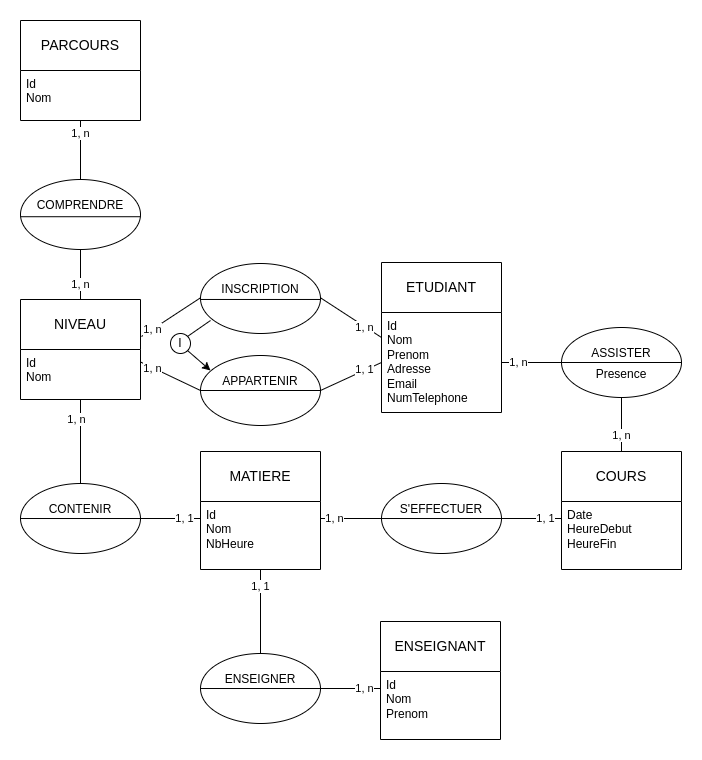 PARCOURS
Id
Nom
1, n
COMPRENDRE
1, n
NIVEAU
Id
Nom
1, n
1, n
INSCRIPTION
I
APPARTENIR
1, n
1, 1
ETUDIANT
Id
Nom
Prenom
Adresse
Email
NumTelephone
1, n
ASSISTER
Presence
1, n
1, n
CONTENIR
1, 1
MATIERE
Id
Nom
NbHeure
1, n
S'EFFECTUER
1, 1
COURS
Date
HeureDebut
HeureFin
1, 1
ENSEIGNER
1, n
ENSEIGNANT
Id
Nom
Prenom